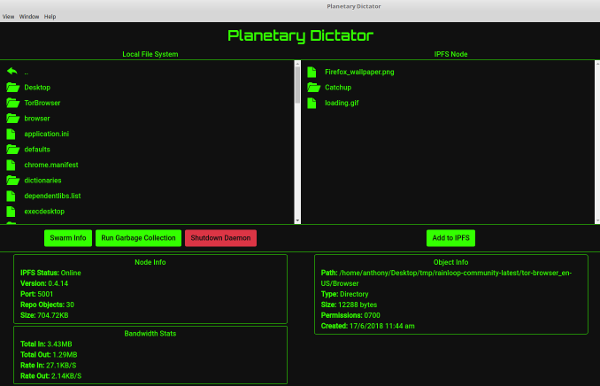 Planetary Dictator
View Window Help
Planetary Dictator
Local File System
IPFS Node
..
Desktop
TorBrowser
browser
application.ini
defaults
chrome.manifest
dictionaries
dependentlibs.list
execdesktop
Firefox_wallpaper.png
Catchup
loading.gif
Swarm Info
Run Garbage Collection
Shutdown Daemon
Add to IPFS
Node Info
IPFS Status: Online
Version: 0.4.14
Port: 5001
Repo Objects: 30
Size: 704.72KB
Bandwidth Stats
Total In: 3.43MB
Total Out: 1.29MB
Rate In: 27.1KB/S
Rate Out: 2.14KB/S
Object Info
Path: /home/anthony/Desktop/tmp/rainloop-community-latest/tor-browser_en-
US/Browser
Type: Directory
Size: 12288 bytes
Permissions: 0700
Created: 17/6/2018 11:44 am